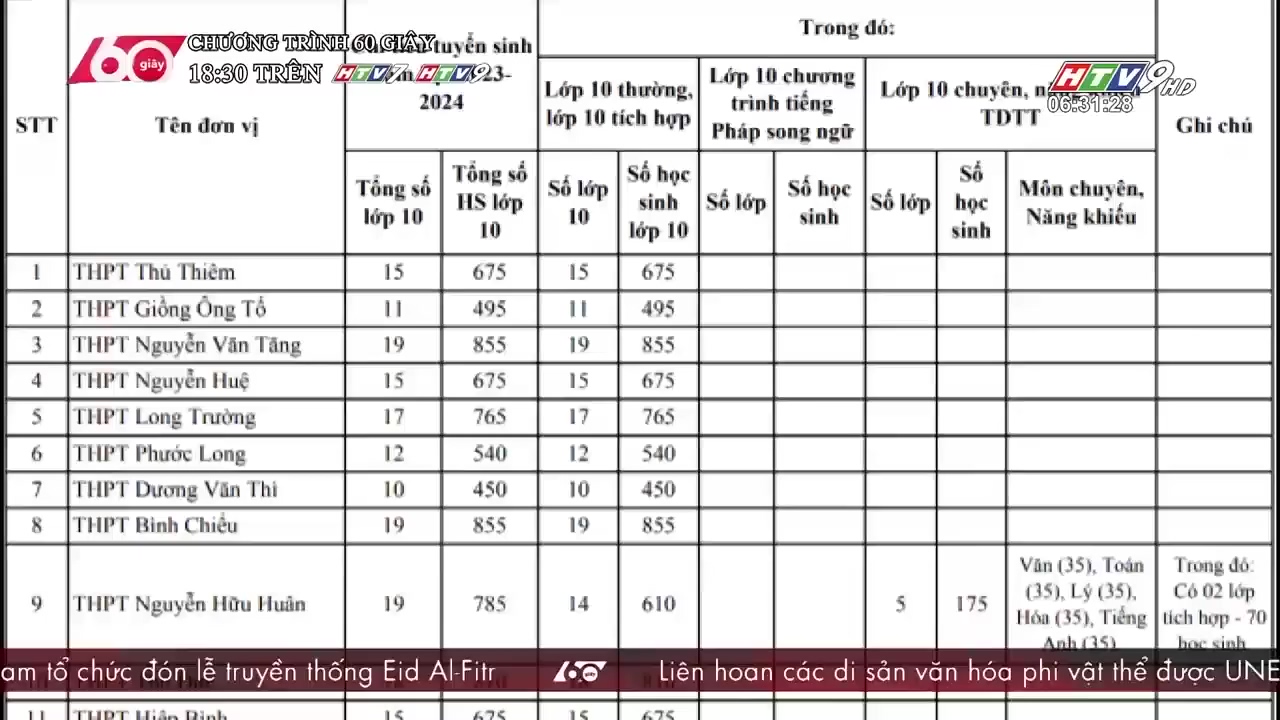 60 giây
CHƯƠNG TRÌNH 60 GIÂY
18:30 TRÊN HTV7 HTV9
HTV9 HD
06:31:28
STT
Tên đơn vị
tuyển sinh
23-
2024
Trong đó:
Lớp 10 thường,
lớp 10 tích hợp
Lớp 10 chương
trình tiếng
Pháp song ngữ
Lớp 10 chuyên,
TDTT
Ghi chú
Tổng số
lớp 10
Tổng số
HS lớp
10
Số lớp
10
Số học
sinh
lớp 10
Số lớp
Số học
sinh
Số lớp
Số
học
sinh
Môn chuyên,
Năng khiếu
1 THPT Thủ Thiêm 15 675 15 675
2 THPT Giồng Ông Tố 11 495 11 495
3 THPT Nguyễn Văn Tăng 19 855 19 855
4 THPT Nguyễn Huệ 15 675 15 675
5 THPT Long Trường 17 765 17 765
6 THPT Phước Long 12 540 12 540
7 THPT Dương Văn Thì 10 450 10 450
8 THPT Bình Chiểu 19 855 19 855
9 THPT Nguyễn Hữu Huân 19 785 14 610 5 175
Văn (35), Toán
(35), Lý (35),
Hóa (35), Tiếng
Anh (35)
Trong đó:
Có 02 lớp
tích hợp - 70
học sinh
am tổ chức đón lễ truyền thống Eid Al-Fitr 60 giây Liên hoan các di sản văn hóa phi vật thể được UNE
11 THPT Hiệp Bình 15 675 15 675